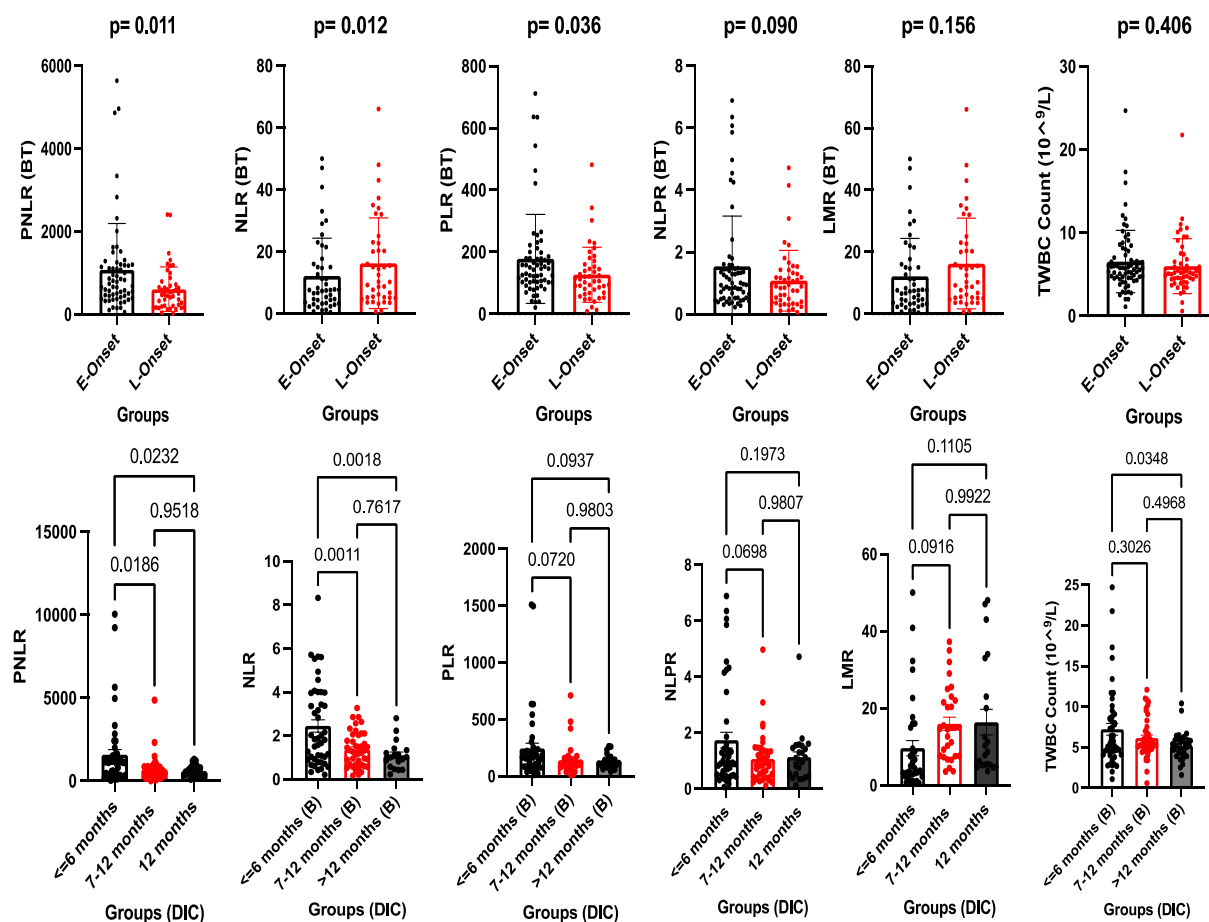 p= 0.011
p= 0.012
p= 0.036
p= 0.090
p= 0.156
p= 0.406
PNLR (BT)
6000
4000
2000
0
E-Onset
L-Onset
Groups
NLR (BT)
80
60
40
20
0
E-Onset
L-Onset
Groups
PLR (BT)
800
600
400
200
0
E-Onset
L-Onset
Groups
NLPR (BT)
8
6
4
2
0
E-Onset
L-Onset
Groups
LMR (BT)
80
60
40
20
0
E-Onset
L-Onset
Groups
TWBC Count (10^9/L)
30
20
10
0
E-Onset
L-Onset
Groups
0.0232
0.9518
0.0186
PNLR
15000
10000
5000
0
<=6 months
7-12 months
12 months
Groups (DIC)
0.0018
0.7617
0.0011
NLR
10
8
6
4
2
0
<=6 months (B)
7-12 months (B)
>12 months (B)
Groups (DIC)
0.0937
0.9803
0.0720
PLR
2000
1500
1000
500
0
<=6 months (B)
7-12 months (B)
>12 months (B)
Groups (DIC)
0.1973
0.9807
0.0698
NLPR
8
6
4
2
0
<=6 months
7-12 months
12 months
Groups (DIC)
0.1105
0.9922
0.0916
LMR
60
40
20
0
<=6 months
7-12 months
12 months
Groups (DIC)
0.0348
0.4968
0.3026
TWBC Count (10^9/L)
25
20
15
10
5
0
<=6 months (B)
7-12 months (B)
>12 months (B)
Groups (DIC)